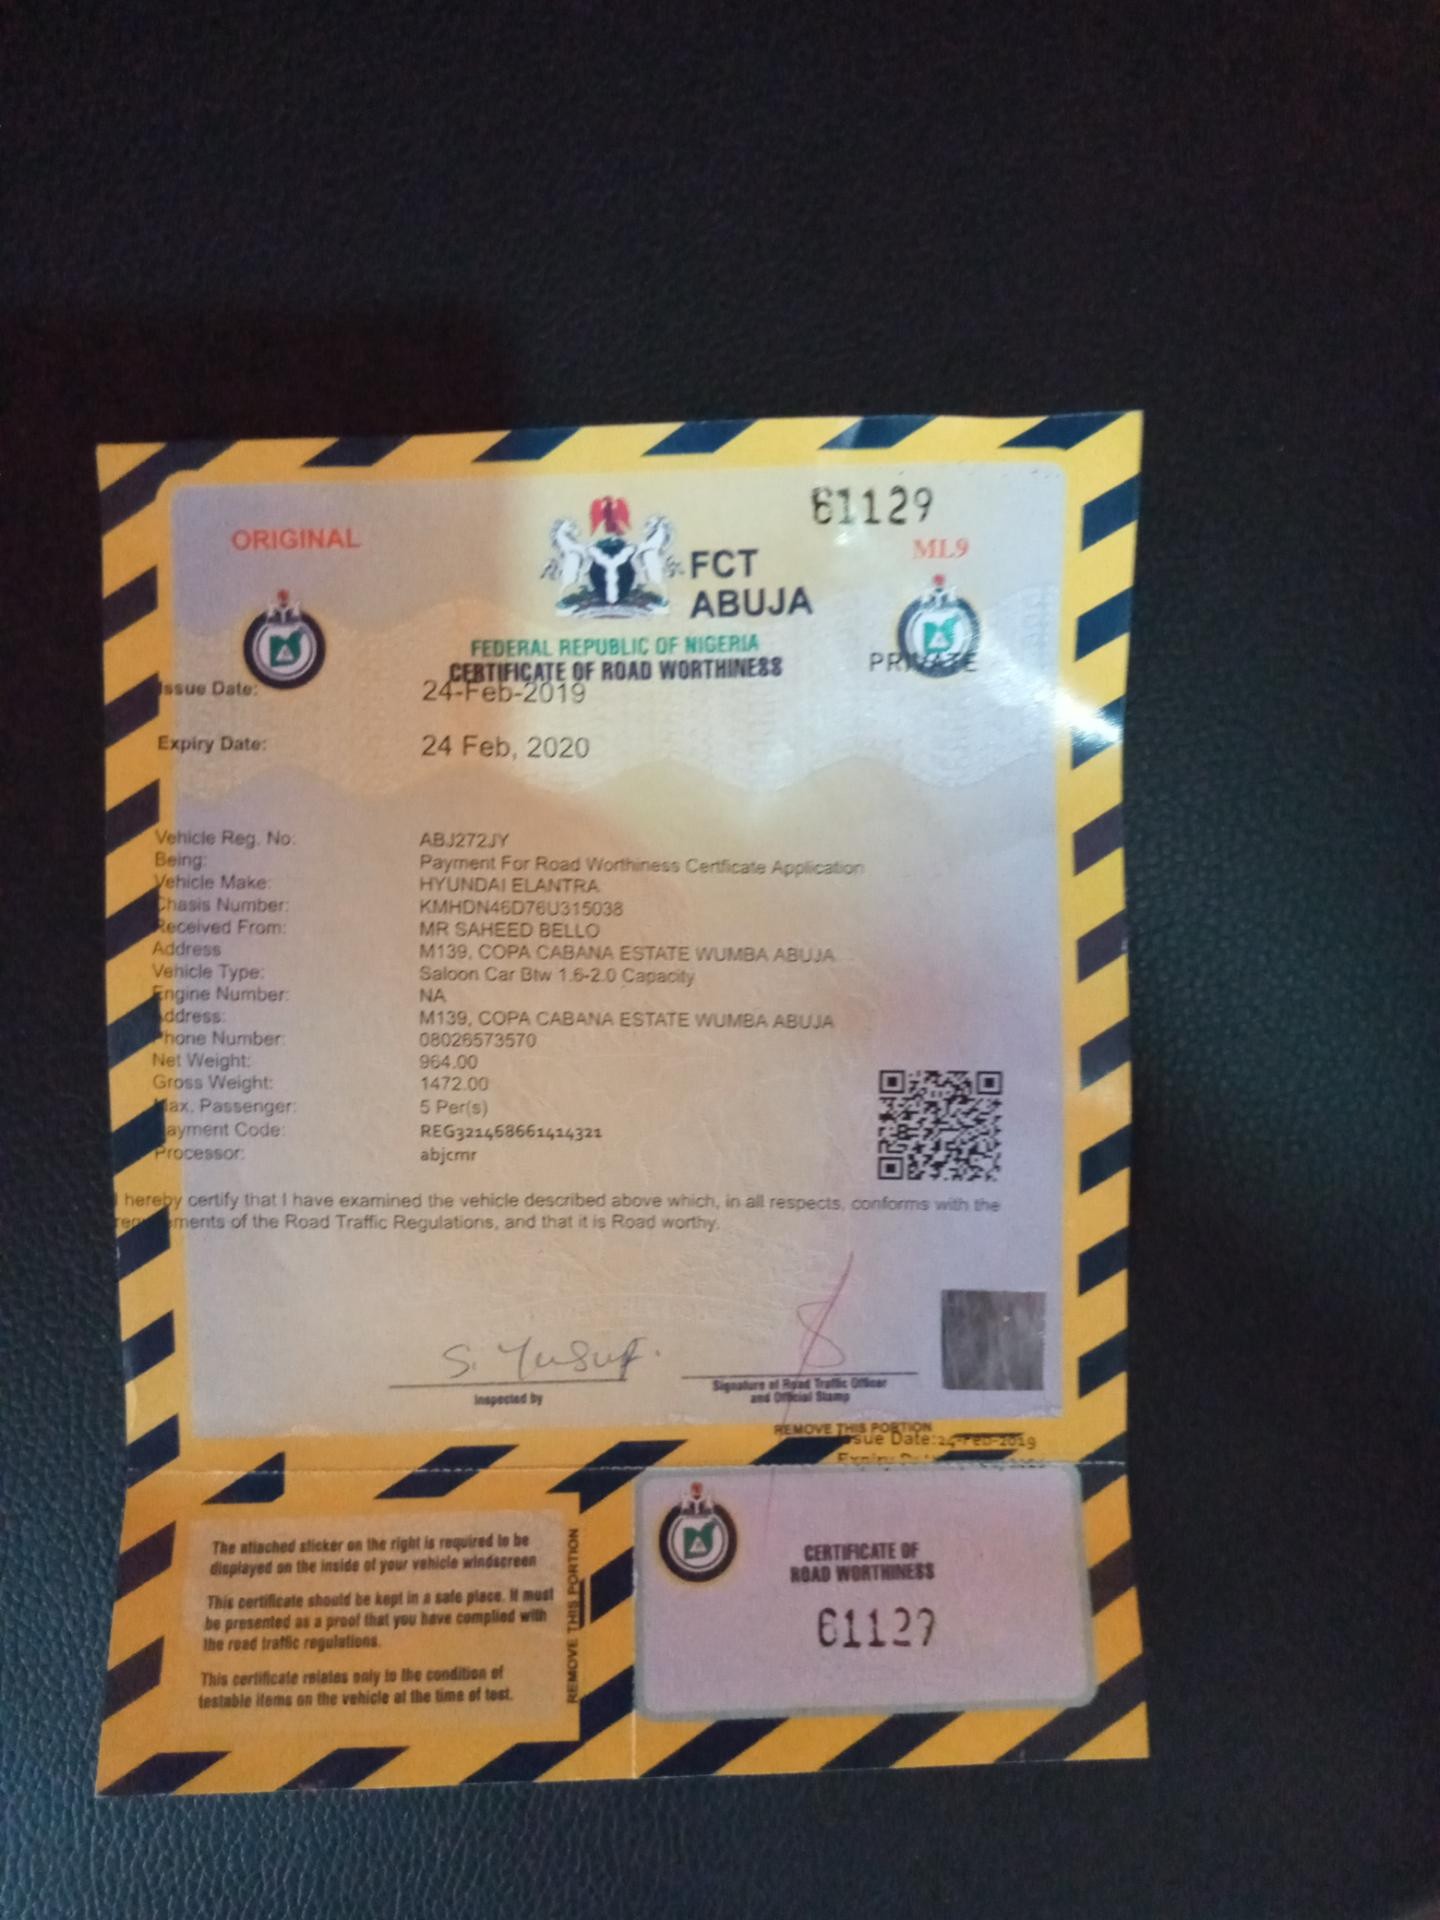 61129
ORIGINAL
ML9
FCT
ABUJA
FEDERAL REPUBLIC OF NIGERIA
CERTIFICATE OF ROAD WORTHINESS
PRIVATE
Issue Date: 24-Feb-2019
Expiry Date: 24 Feb, 2020
Vehicle Reg. No: ABJ272JY
Being: Payment For Road Worthiness Certficate Application
Vehicle Make: HYUNDAI ELANTRA
Chasis Number: KMHDN46D76U315038
Received From: MR SAHEED BELLO
Address M139, COPA CABANA ESTATE WUMBA ABUJA
Vehicle Type: Saloon Car Btw 1.6-2.0 Capacity
Engine Number: NA
Address: M139, COPA CABANA ESTATE WUMBA ABUJA
Phone Number: 08026573570
Net Weight: 964.00
Gross Weight: 1472.00
Max. Passenger: 5 Per(s)
Payment Code: REG321468661414321
Processor: abjcmr
I hereby certify that I have examined the vehicle described above which, in all respects, conforms with the
requirements of the Road Traffic Regulations, and that it is Road worthy.
S. Yusuf.
Inspected by
Signature of Road Traffic Officer
and Official Stamp
REMOVE THIS PORTION
Issue Date:24-Feb-2019
The attached sticker on the right is required to be
displayed on the inside of your vehicle windscreen
This certificate should be kept in a safe place. It must
be presented as a proof that you have complied with
the road traffic regulations.
This certificate relates only to the condition of
testable items on the vehicle at the time of test.
REMOVE THIS PORTION
CERTIFICATE OF
ROAD WORTHINESS
61129